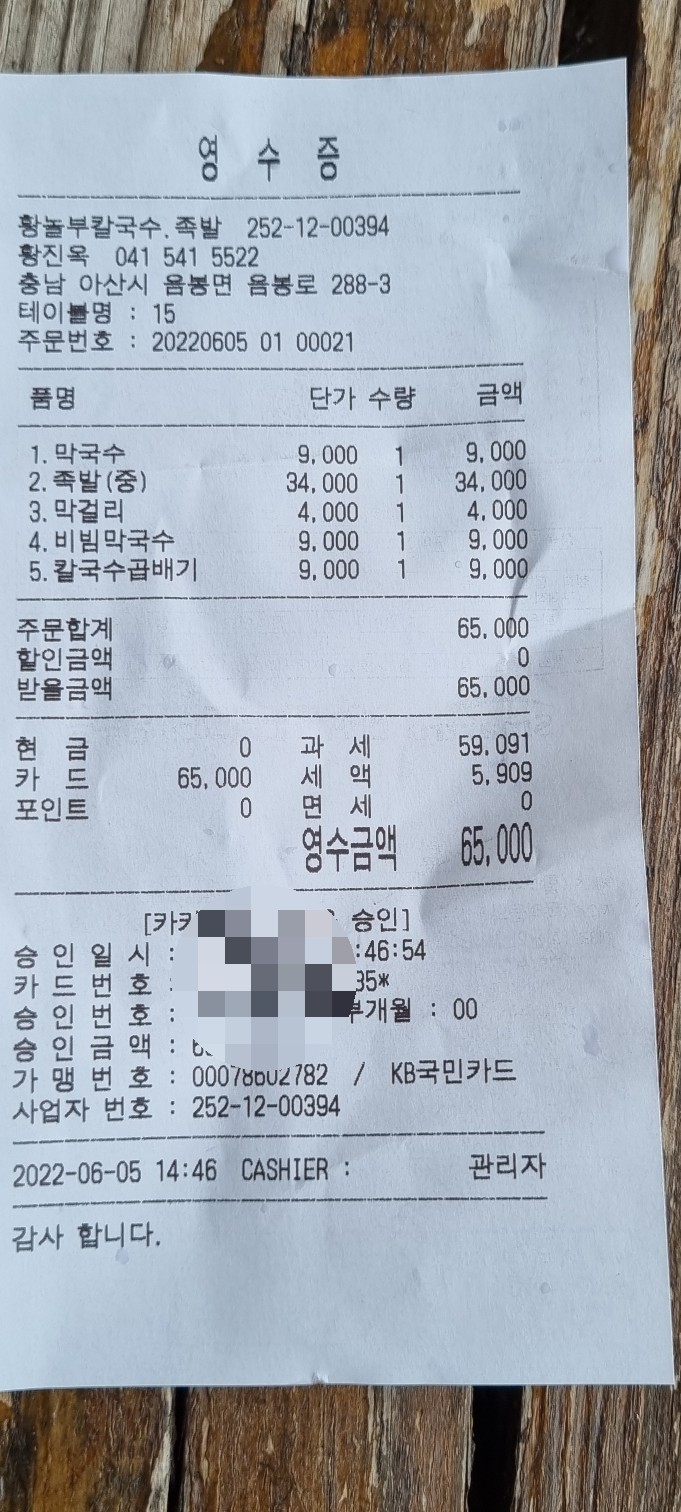 영 수 증
황놀부칼국수.족발 252-12-00394
황진옥 041 541 5522
충남 아산시 음봉면 음봉로 288-3
테이블명 : 15
주문번호 : 20220605 01 00021
품명 단가 수량 금액
1.막국수 9,000 1 9,000
2.족발(중) 34,000 1 34,000
3.막걸리 4,000 1 4,000
4.비빔막국수 9,000 1 9,000
5.칼국수곱배기 9,000 1 9,000
주문합계 65,000
할인금액 0
받을금액 65,000
현 금 0 과 세 59,091
카 드 65,000 세 액 5,909
포인트 0 면 세 0
영수금액 65,000
승인]
승 인 일 시 : :46:54
카 드 번 호 : 35*
승 인 번 호 : 부개월 : 00
승 인 금 액 :
가 맹 번 호 : 00078602782 / KB국민카드
사업자 번호 : 252-12-00394
2022-06-05 14:46 CASHIER : 관리자
감사 합니다.